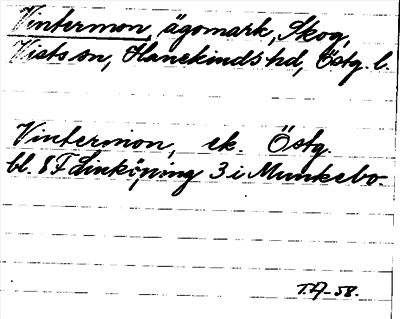 Vintermon, ägomark, Skog,
Vists sn, Hanekinds hd, Östg. l.
Vintermon, ek. Östg.
bl. 8 F Linköping 3 i Munkebo.
T.A-58.